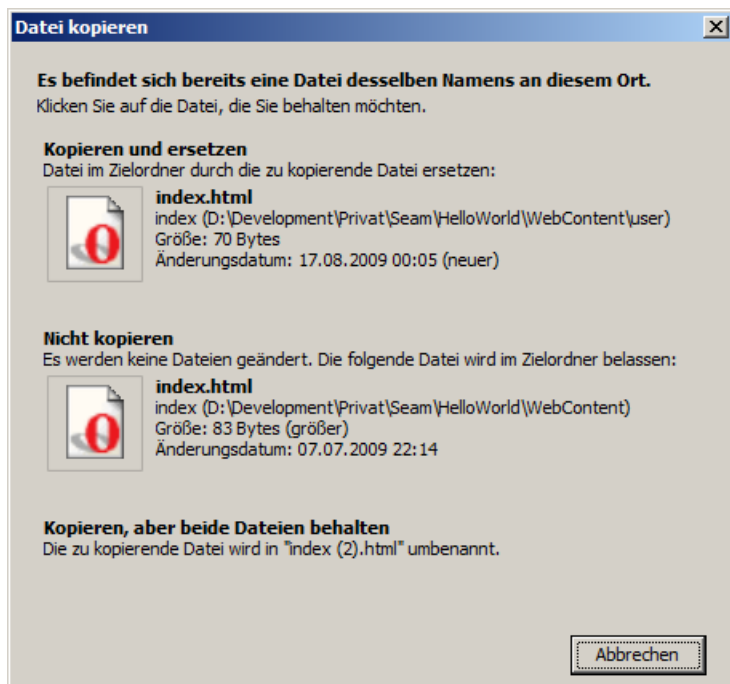 Datei kopieren
Es befindet sich bereits eine Datei desselben Namens an diesem Ort.
Klicken Sie auf die Datei, die Sie behalten möchten.
Kopieren und ersetzen
Datei im Zielordner durch die zu kopierende Datei ersetzen:
index.html
index (D:\Development\Privat\Seam\HelloWorld\WebContent\user)
Größe: 70 Bytes
Änderungsdatum: 17.08.2009 00:05 (neuer)
Nicht kopieren
Es werden keine Dateien geändert. Die folgende Datei wird im Zielordner belassen:
index.html
index (D:\Development\Privat\Seam\HelloWorld\WebContent)
Größe: 83 Bytes (größer)
Änderungsdatum: 07.07.2009 22:14
Kopieren, aber beide Dateien behalten
Die zu kopierende Datei wird in "index (2).html" umbenannt.
Abbrechen